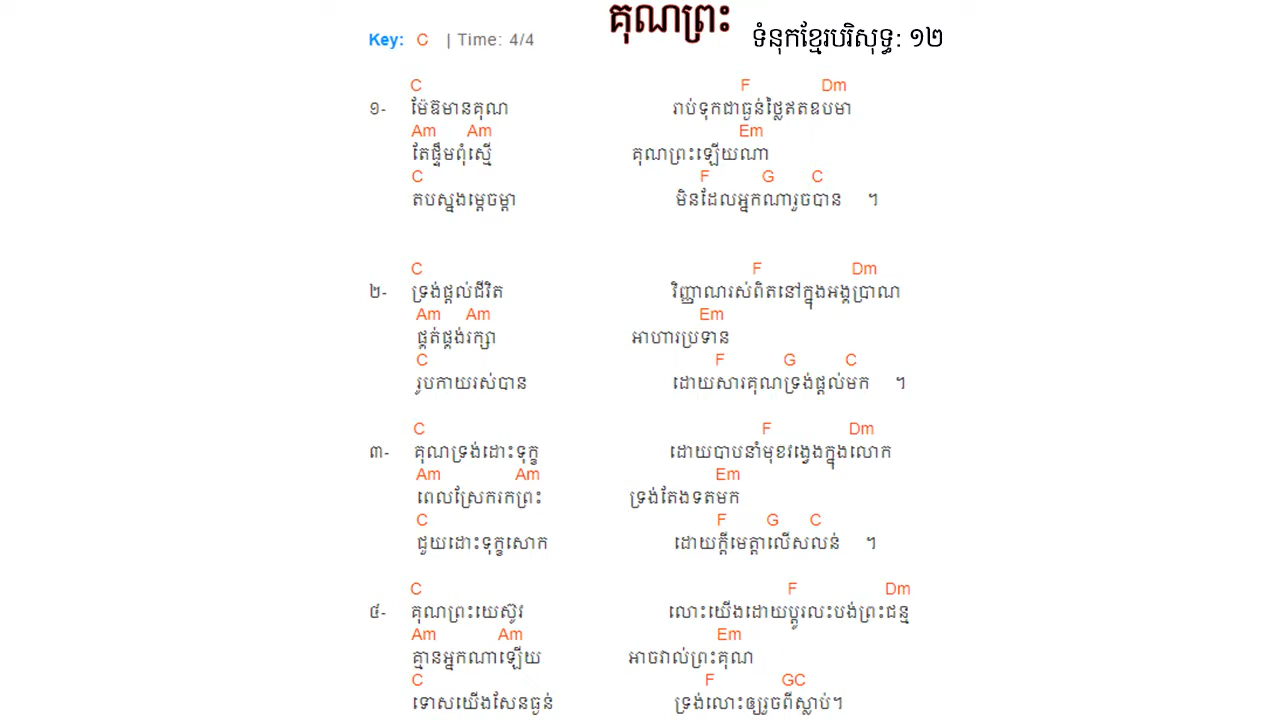 គុណព្រះ
Key: C | Time: 4/4 ទំនុកខ្មែរបរិសុទ្ធ: ១២
C F Dm
១- ម៉ែឪមានគុណ រាប់ទុកជាធ្ងន់ថ្លៃឥតឧបមា
Am Am Em
តែផ្ទឹមពុំស្មើ គុណព្រះឡើយណា
C F G C
តបស្នងម្តេចម្តា មិនដែលអ្នកណារួចបាន ។
C F Dm
២- ទ្រង់ផ្តល់ជីវិត វិញ្ញាណរស់ពិតនៅក្នុងអង្គប្រាណ
Am Am Em
ផ្គត់ផ្គង់រក្សា អាហារប្រទាន
C F G C
រូបកាយរស់បាន ដោយសារគុណទ្រង់ផ្តល់មក ។
C F Dm
៣- គុណទ្រង់ដោះទុក្ខ ដោយបាបនាំមុខវង្វេងក្នុងលោក
Am Am Em
ពេលស្រែករកព្រះ ទ្រង់តែងទតមក
C F G C
ជួយដោះទុក្ខសោក ដោយក្តីមេត្តាលើសលន់ ។
C F Dm
៤- គុណព្រះយេស៊ូវ លោះយើងដោយប្តូរលះបង់ព្រះជន្ម
Am Am Em
គ្មានអ្នកណាឡើយ អាចវាល់ព្រះគុណ
C F GC
ទោសយើងសែនធ្ងន់ ទ្រង់លោះឲ្យរួចពីស្លាប់។